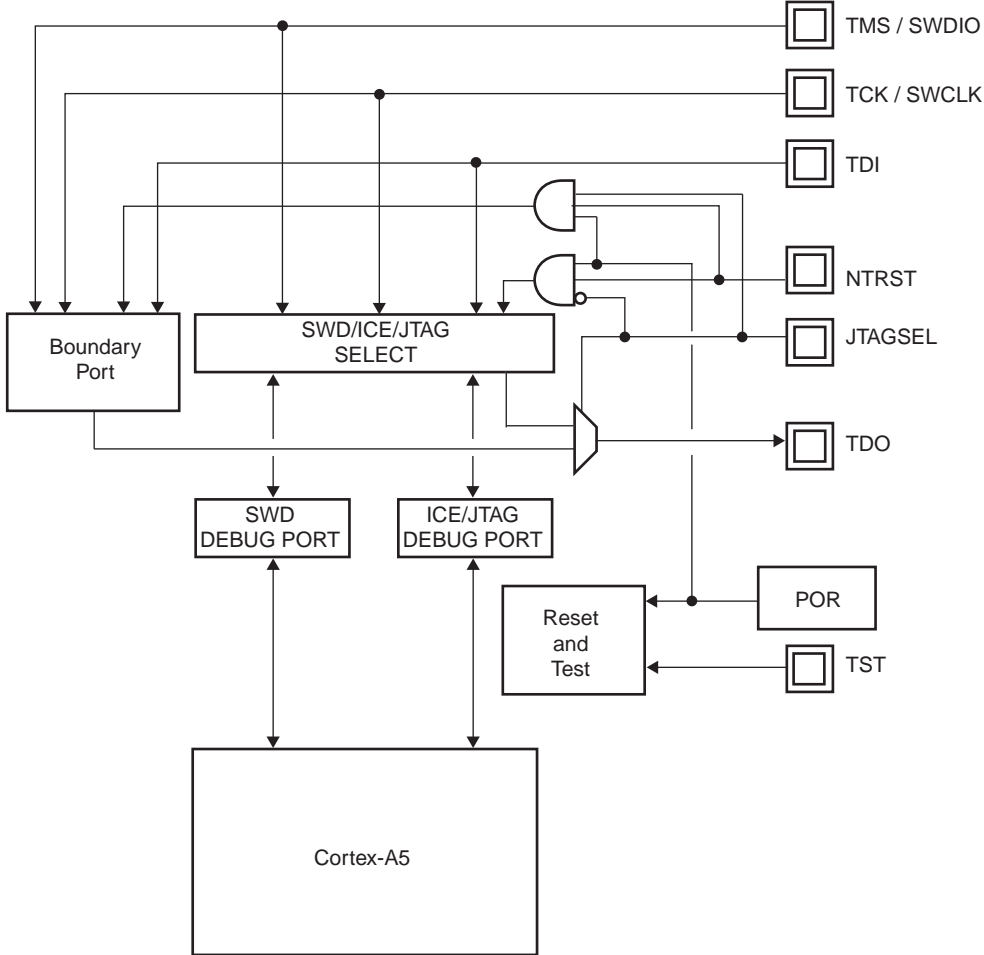 TMS / SWDIO
TCK / SWCLK
TDI
NTRST
JTAGSEL
SWD/ICE/JTAG
SELECT
Boundary
Port
TDO
SWD
DEBUG PORT
ICE/JTAG
DEBUG PORT
POR
Reset
and
Test
TST
Cortex-A5